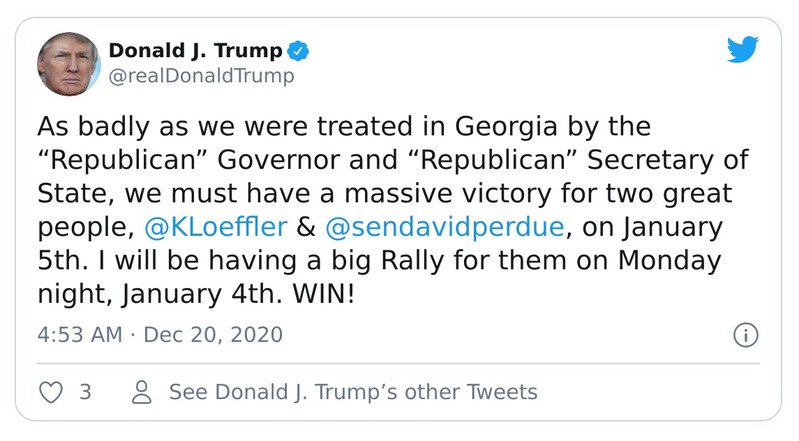 Donald J. Trump
@realDonaldTrump
As badly as we were treated in Georgia by the
“Republican” Governor and “Republican” Secretary of
State, we must have a massive victory for two great
people, @KLoeffler & @sendavidperdue, on January
5th. I will be having a big Rally for them on Monday
night, January 4th. WIN!
4:53 AM · Dec 20, 2020
3 See Donald J. Trump’s other Tweets